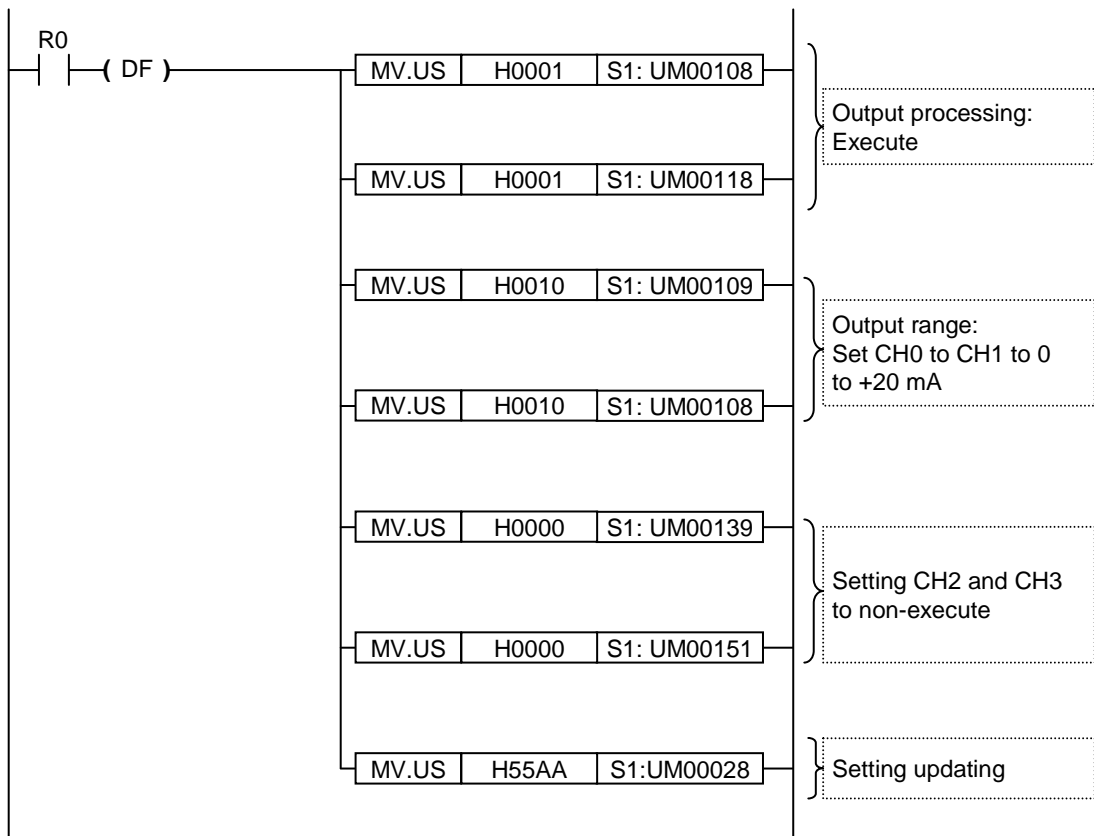 R0
( DF )
MV.US H0001 S1: UM00108
Output processing:
Execute
MV.US H0001 S1: UM00118
MV.US H0010 S1: UM00109
Output range:
Set CH0 to CH1 to 0
to +20 mA
MV.US H0010 S1: UM00108
MV.US H0000 S1: UM00139
Setting CH2 and CH3
to non-execute
MV.US H0000 S1: UM00151
MV.US H55AA S1:UM00028
Setting updating